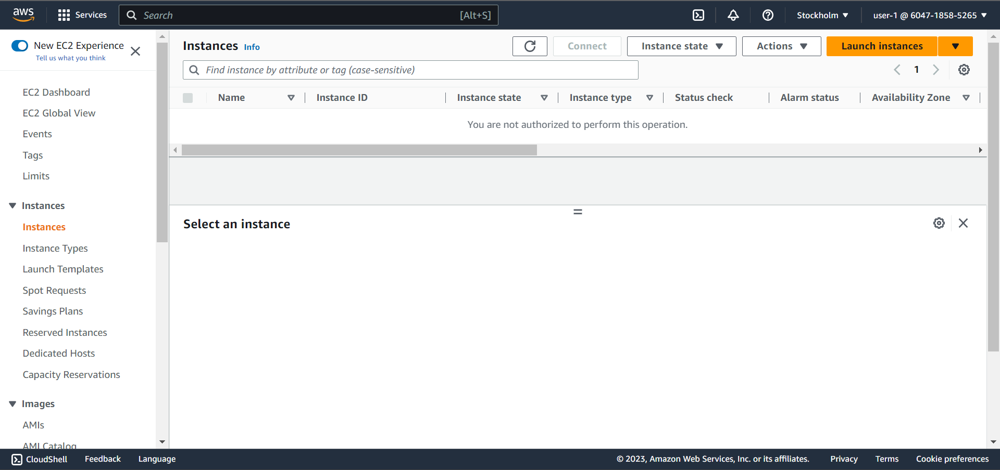 aws
Services
Search [Alt+S]
Stockholm
user-1 @ 6047-1858-5265
New EC2 Experience
Tell us what you think
EC2 Dashboard
EC2 Global View
Events
Tags
Limits
Instances
Instances
Instance Types
Launch Templates
Spot Requests
Savings Plans
Reserved Instances
Dedicated Hosts
Capacity Reservations
Images
AMIs
AMI Catalog
Instances Info
Connect
Instance state
Actions
Launch instances
Find instance by attribute or tag (case-sensitive)
1
Name
Instance ID
Instance state
Instance type
Status check
Alarm status
Availability Zone
You are not authorized to perform this operation.
Select an instance
CloudShell
Feedback
Language
© 2023, Amazon Web Services, Inc. or its affiliates.
Privacy
Terms
Cookie preferences